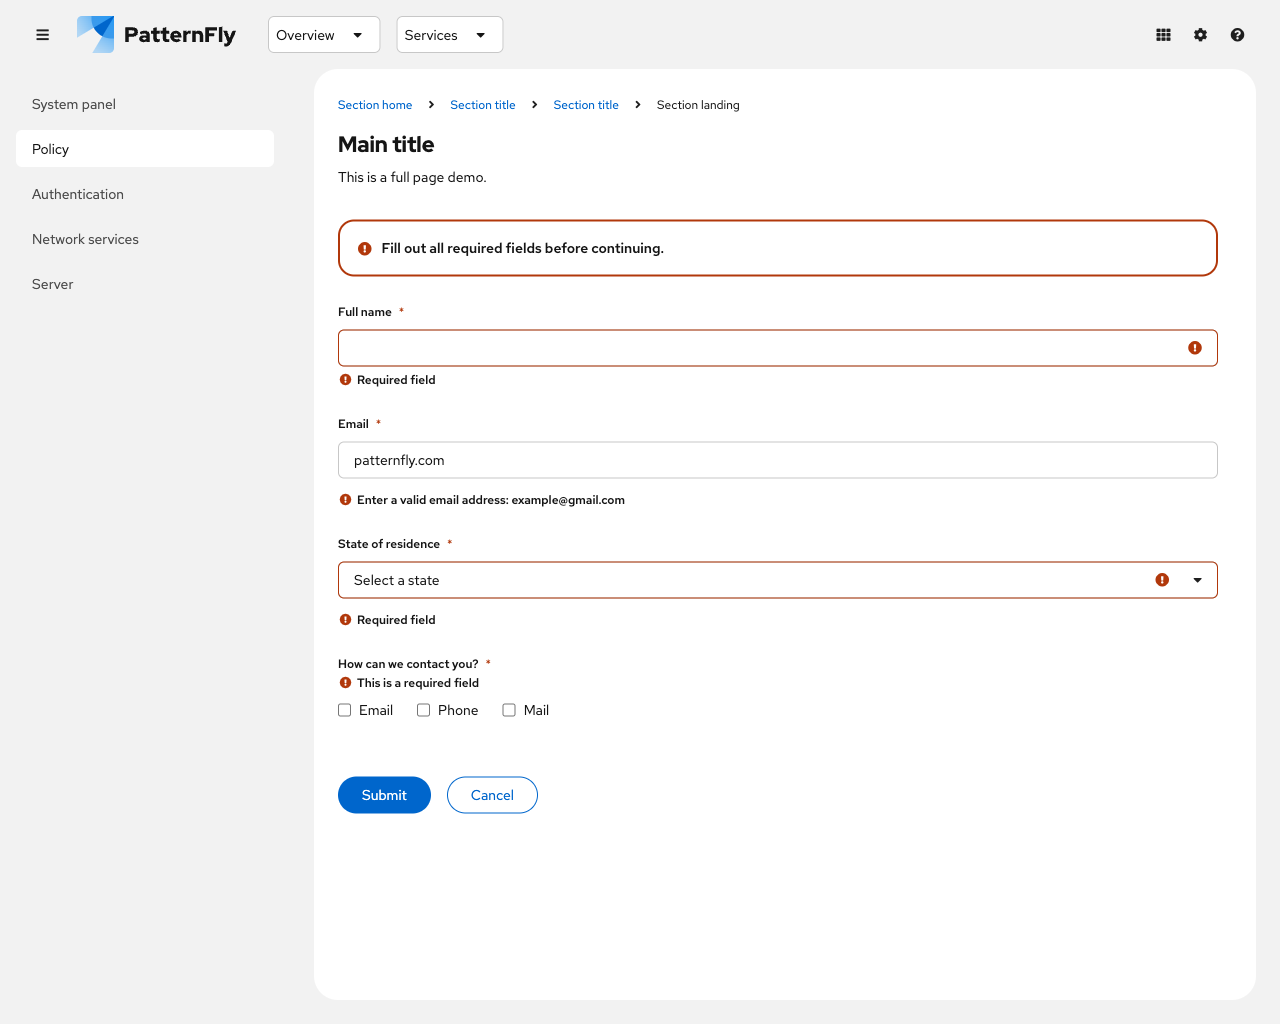 PatternFly
Overview
Services
System panel
Policy
Authentication
Network services
Server
Section home
Section title
Section title
Section landing
Main title
This is a full page demo.
Fill out all required fields before continuing.
Full name *
Required field
Email *
patternfly.com
Enter a valid email address: example@gmail.com
State of residence *
Select a state
Required field
How can we contact you? *
This is a required field
Email Phone Mail
Submit Cancel